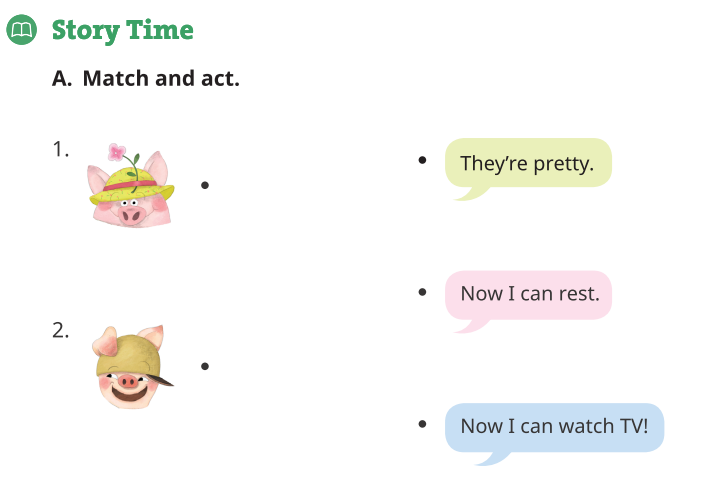 Story Time
A. Match and act.
1.
They’re pretty.
Now I can rest.
2.
Now I can watch TV!